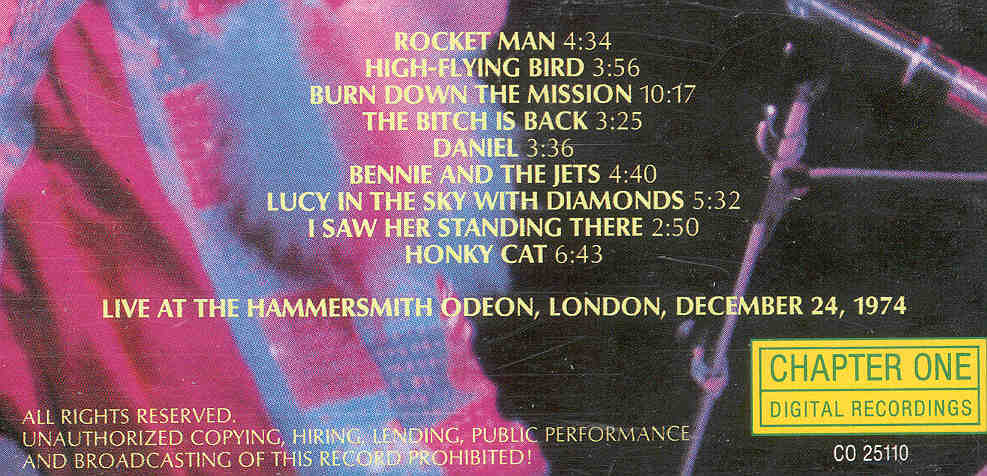 ROCKET MAN 4:34
HIGH-FLYING BIRD 3:56
BURN DOWN THE MISSION 10:17
THE BITCH IS BACK 3:25
DANIEL 3:36
BENNIE AND THE JETS 4:40
LUCY IN THE SKY WITH DIAMONDS 5:32
I SAW HER STANDING THERE 2:50
HONKY CAT 6:43
LIVE AT THE HAMMERSMITH ODEON, LONDON, DECEMBER 24, 1974
CHAPTER ONE
DIGITAL RECORDINGS
CO 25110
ALL RIGHTS RESERVED.
UNAUTHORIZED COPYING, HIRING, LENDING, PUBLIC PERFORMANCE
AND BROADCASTING OF THIS RECORD PROHIBITED!